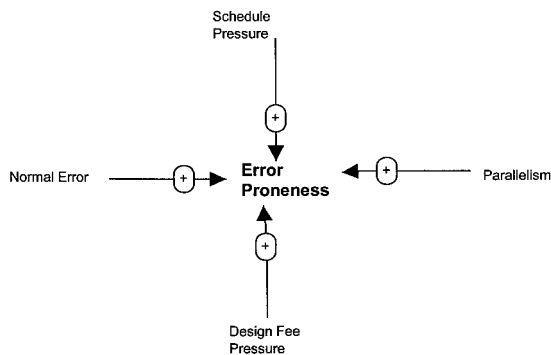 Schedule
Pressure
+
Normal Error
+
Error
Proneness
+
Parallelism
+
Design Fee
Pressure